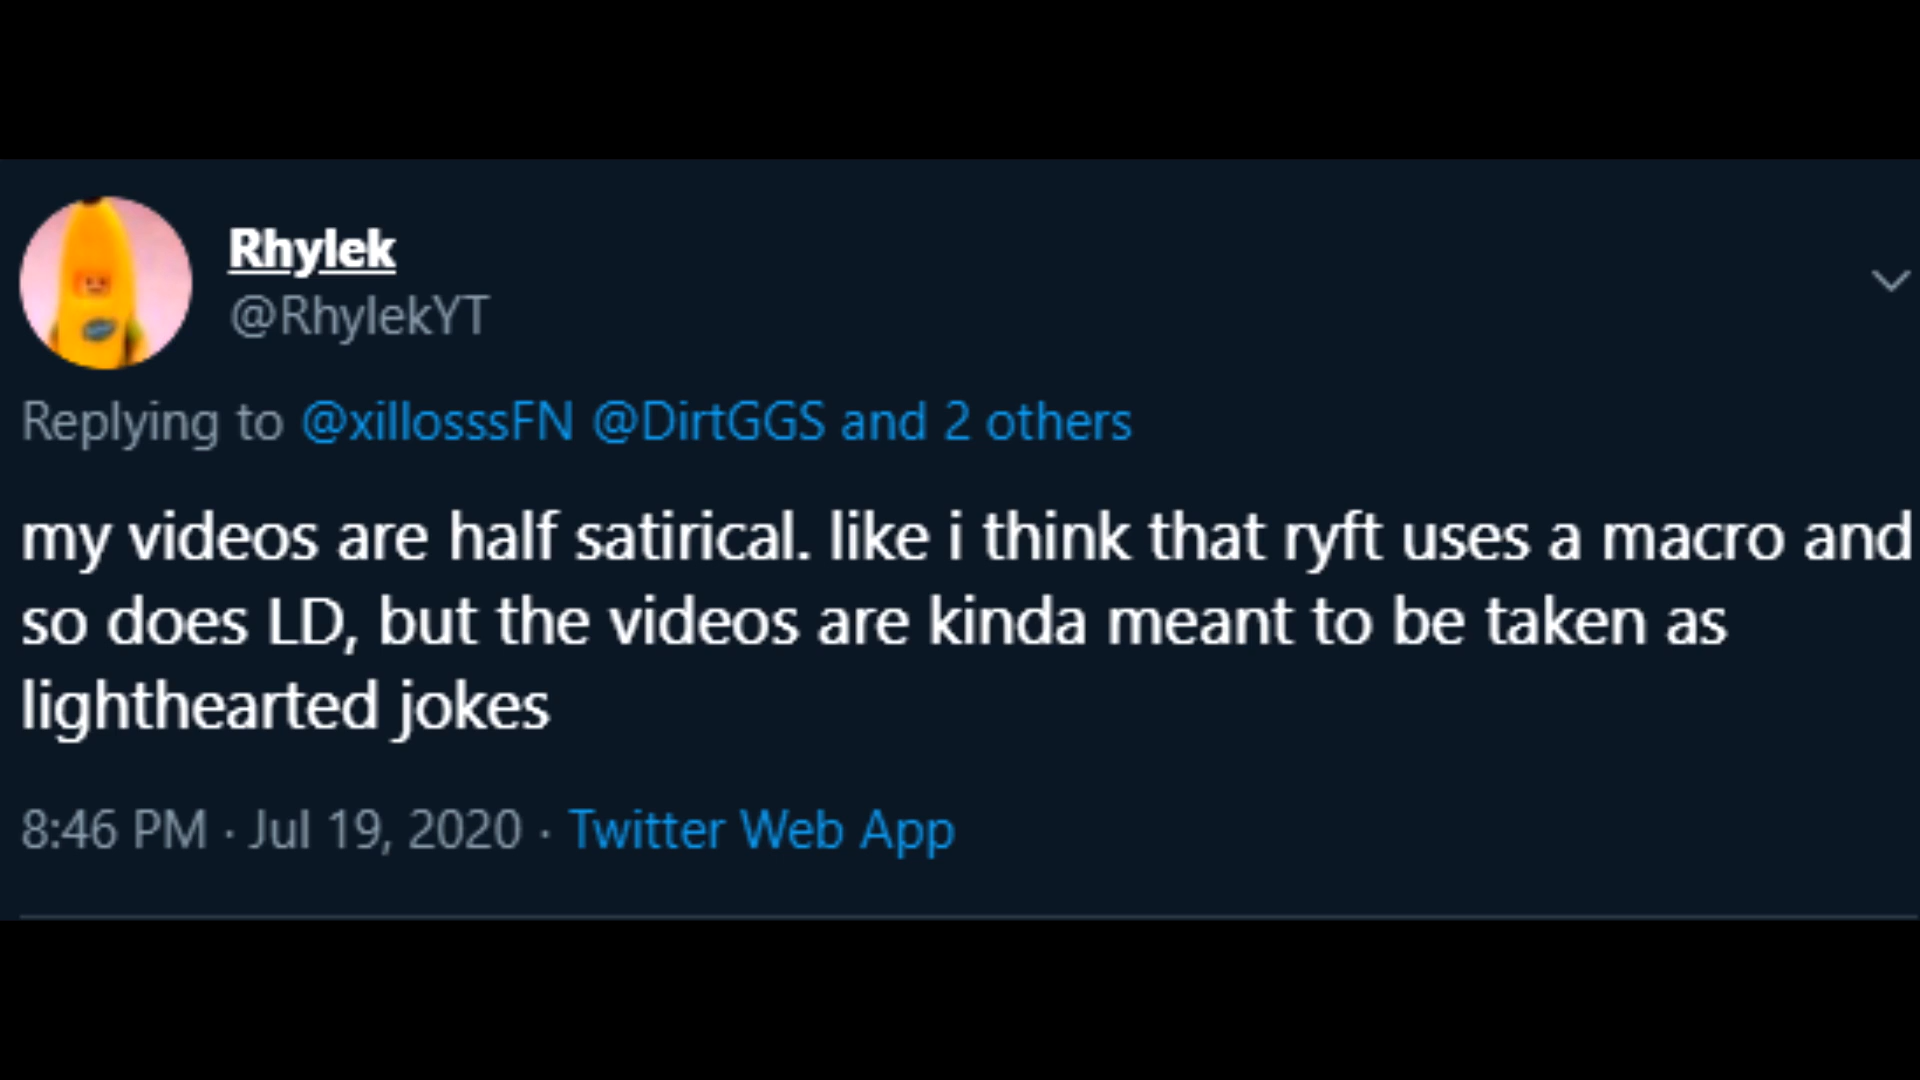 Rhylek
@RhylekYT
Replying to @xillosssFN @DirtGGS and 2 others
my videos are half satirical. like i think that ryft uses a macro and
so does LD, but the videos are kinda meant to be taken as
lighthearted jokes
8:46 PM · Jul 19, 2020 · Twitter Web App